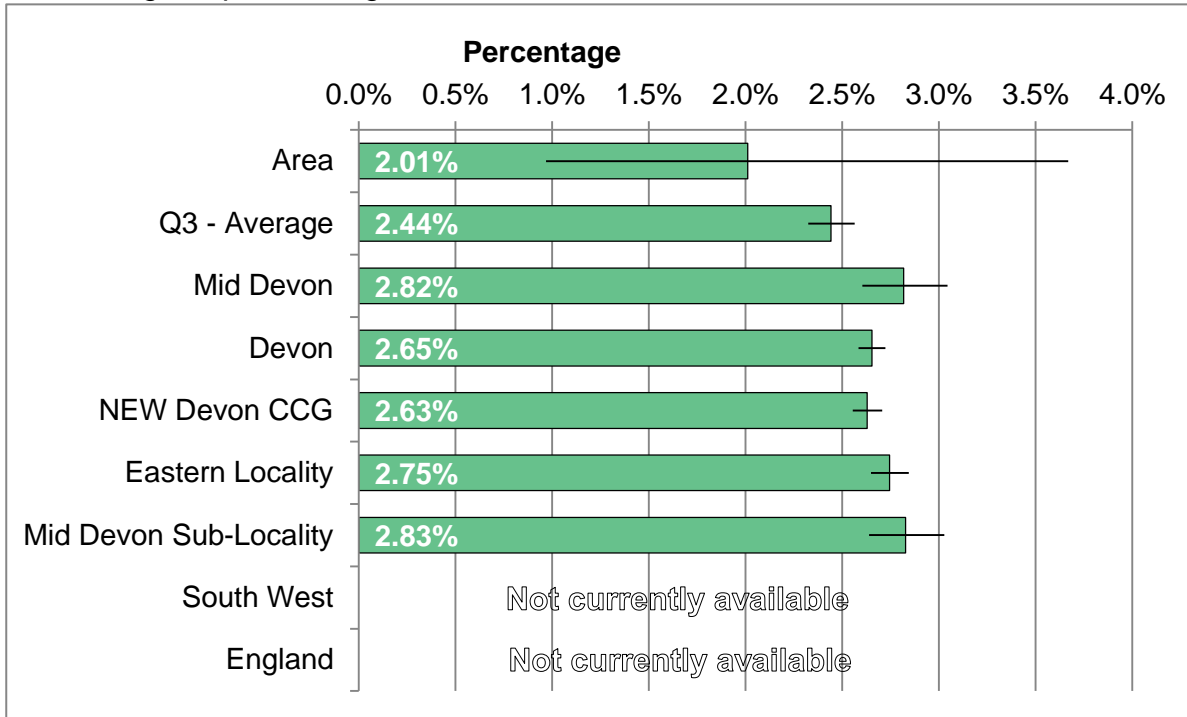 Percentage
0.0% 0.5% 1.0% 1.5% 2.0% 2.5% 3.0% 3.5% 4.0%
Area 2.01%
Q3 - Average 2.44%
Mid Devon 2.82%
Devon 2.65%
NEW Devon CCG 2.63%
Eastern Locality 2.75%
Mid Devon Sub-Locality 2.83%
South West Not currently available
England Not currently available